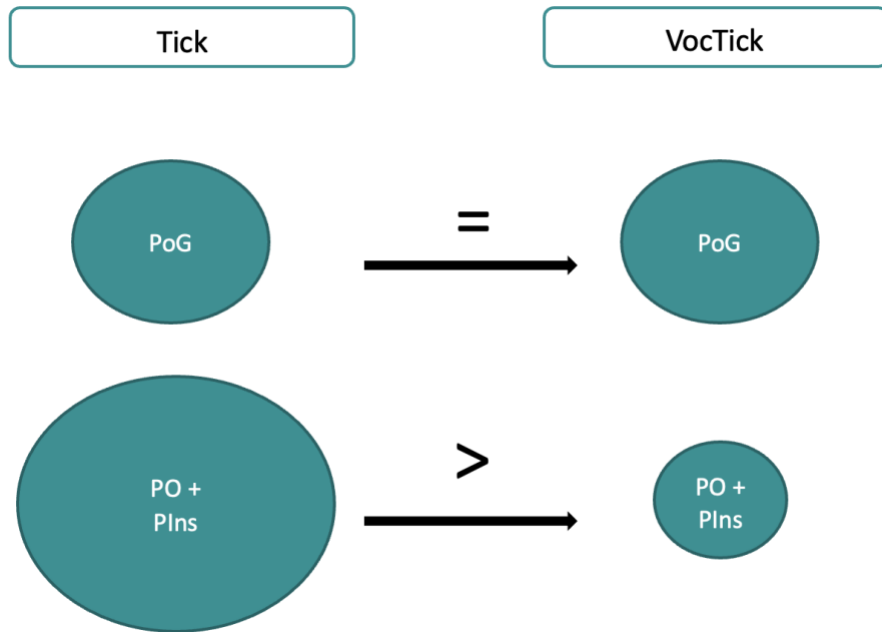 Tick
VocTick
PoG
=
PoG
PO +
PIns
>
PO +
PIns